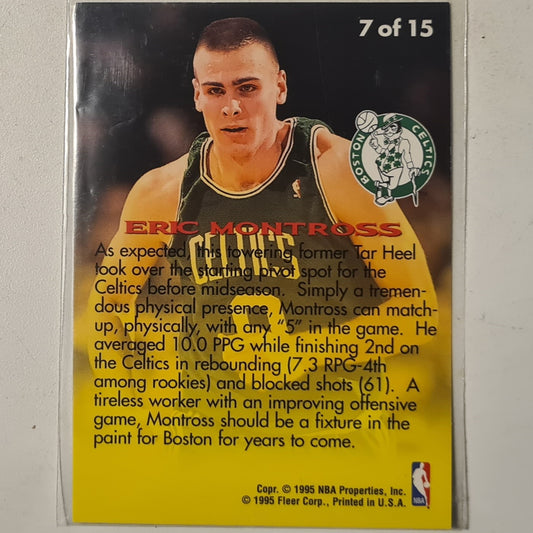 7 of 15
BOSTON CELTICS
CELTICS
ERIC MONTROSS
As expected, this towering former Tar Heel
took over the starting pivot spot for the
Celtics before midseason. Simply a tremen-
dous physical presence, Montross can match-
up, physically, with any "5" in the game. He
averaged 10.0 PPG while finishing 2nd on
the Celtics in rebounding (7.3 RPG-4th
among rookies) and blocked shots (61). A
tireless worker with an improving offensive
game, Montross should be a fixture in the
paint for Boston for years to come.
Copr. © 1995 NBA Properties, Inc.
© 1995 Fleer Corp., Printed in U.S.A.
NBA